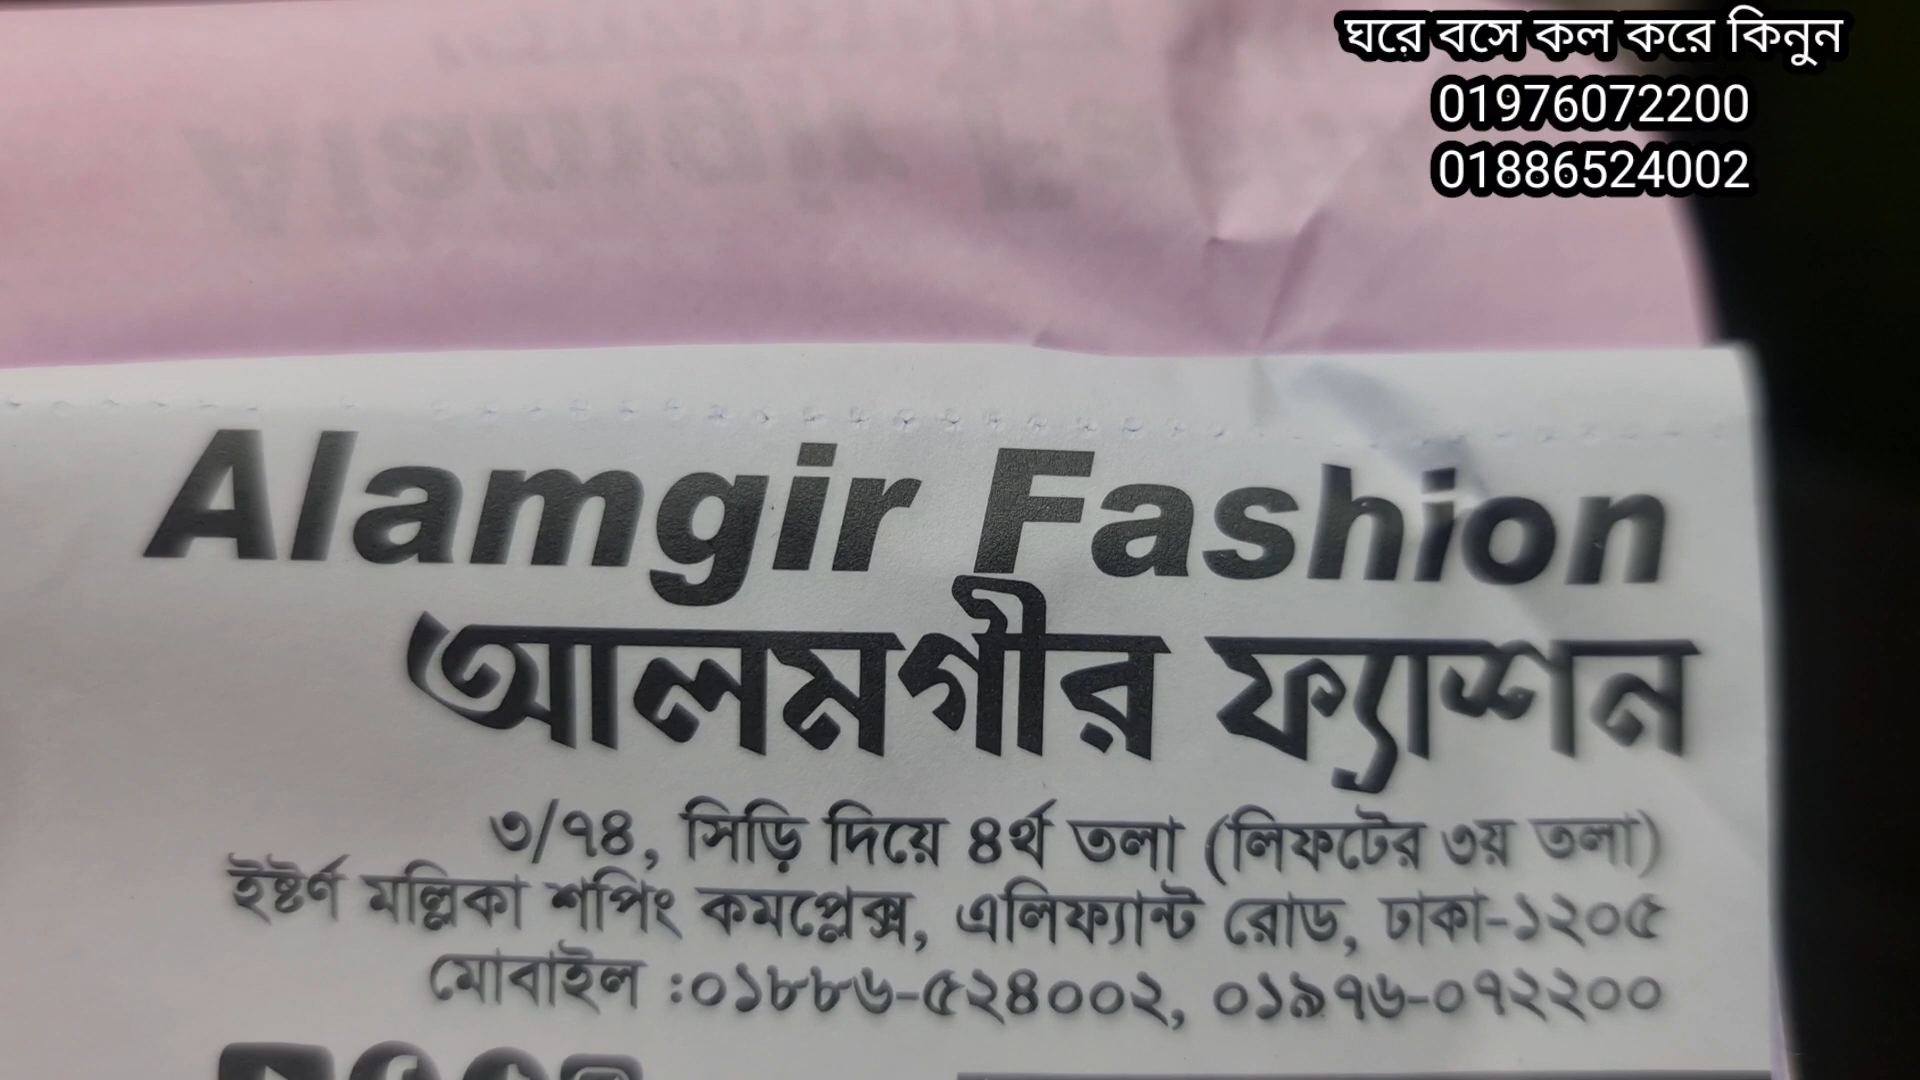 ঘরে বসে কল করে কিনুন
01976072200
01886524002
Alamgir Fashion
আলমগীর ফ্যাশন
৩/৭৪, সিড়ি দিয়ে ৪র্থ তলা (লিফটের ৩য় তলা)
ইষ্টর্ণ মল্লিকা শপিং কমপ্লেক্স, এলিফ্যান্ট রোড, ঢাকা-১২০৫
মোবাইল :০১৮৮৬-৫২৪০০২, ০১৯৭৬-০৭২২০০